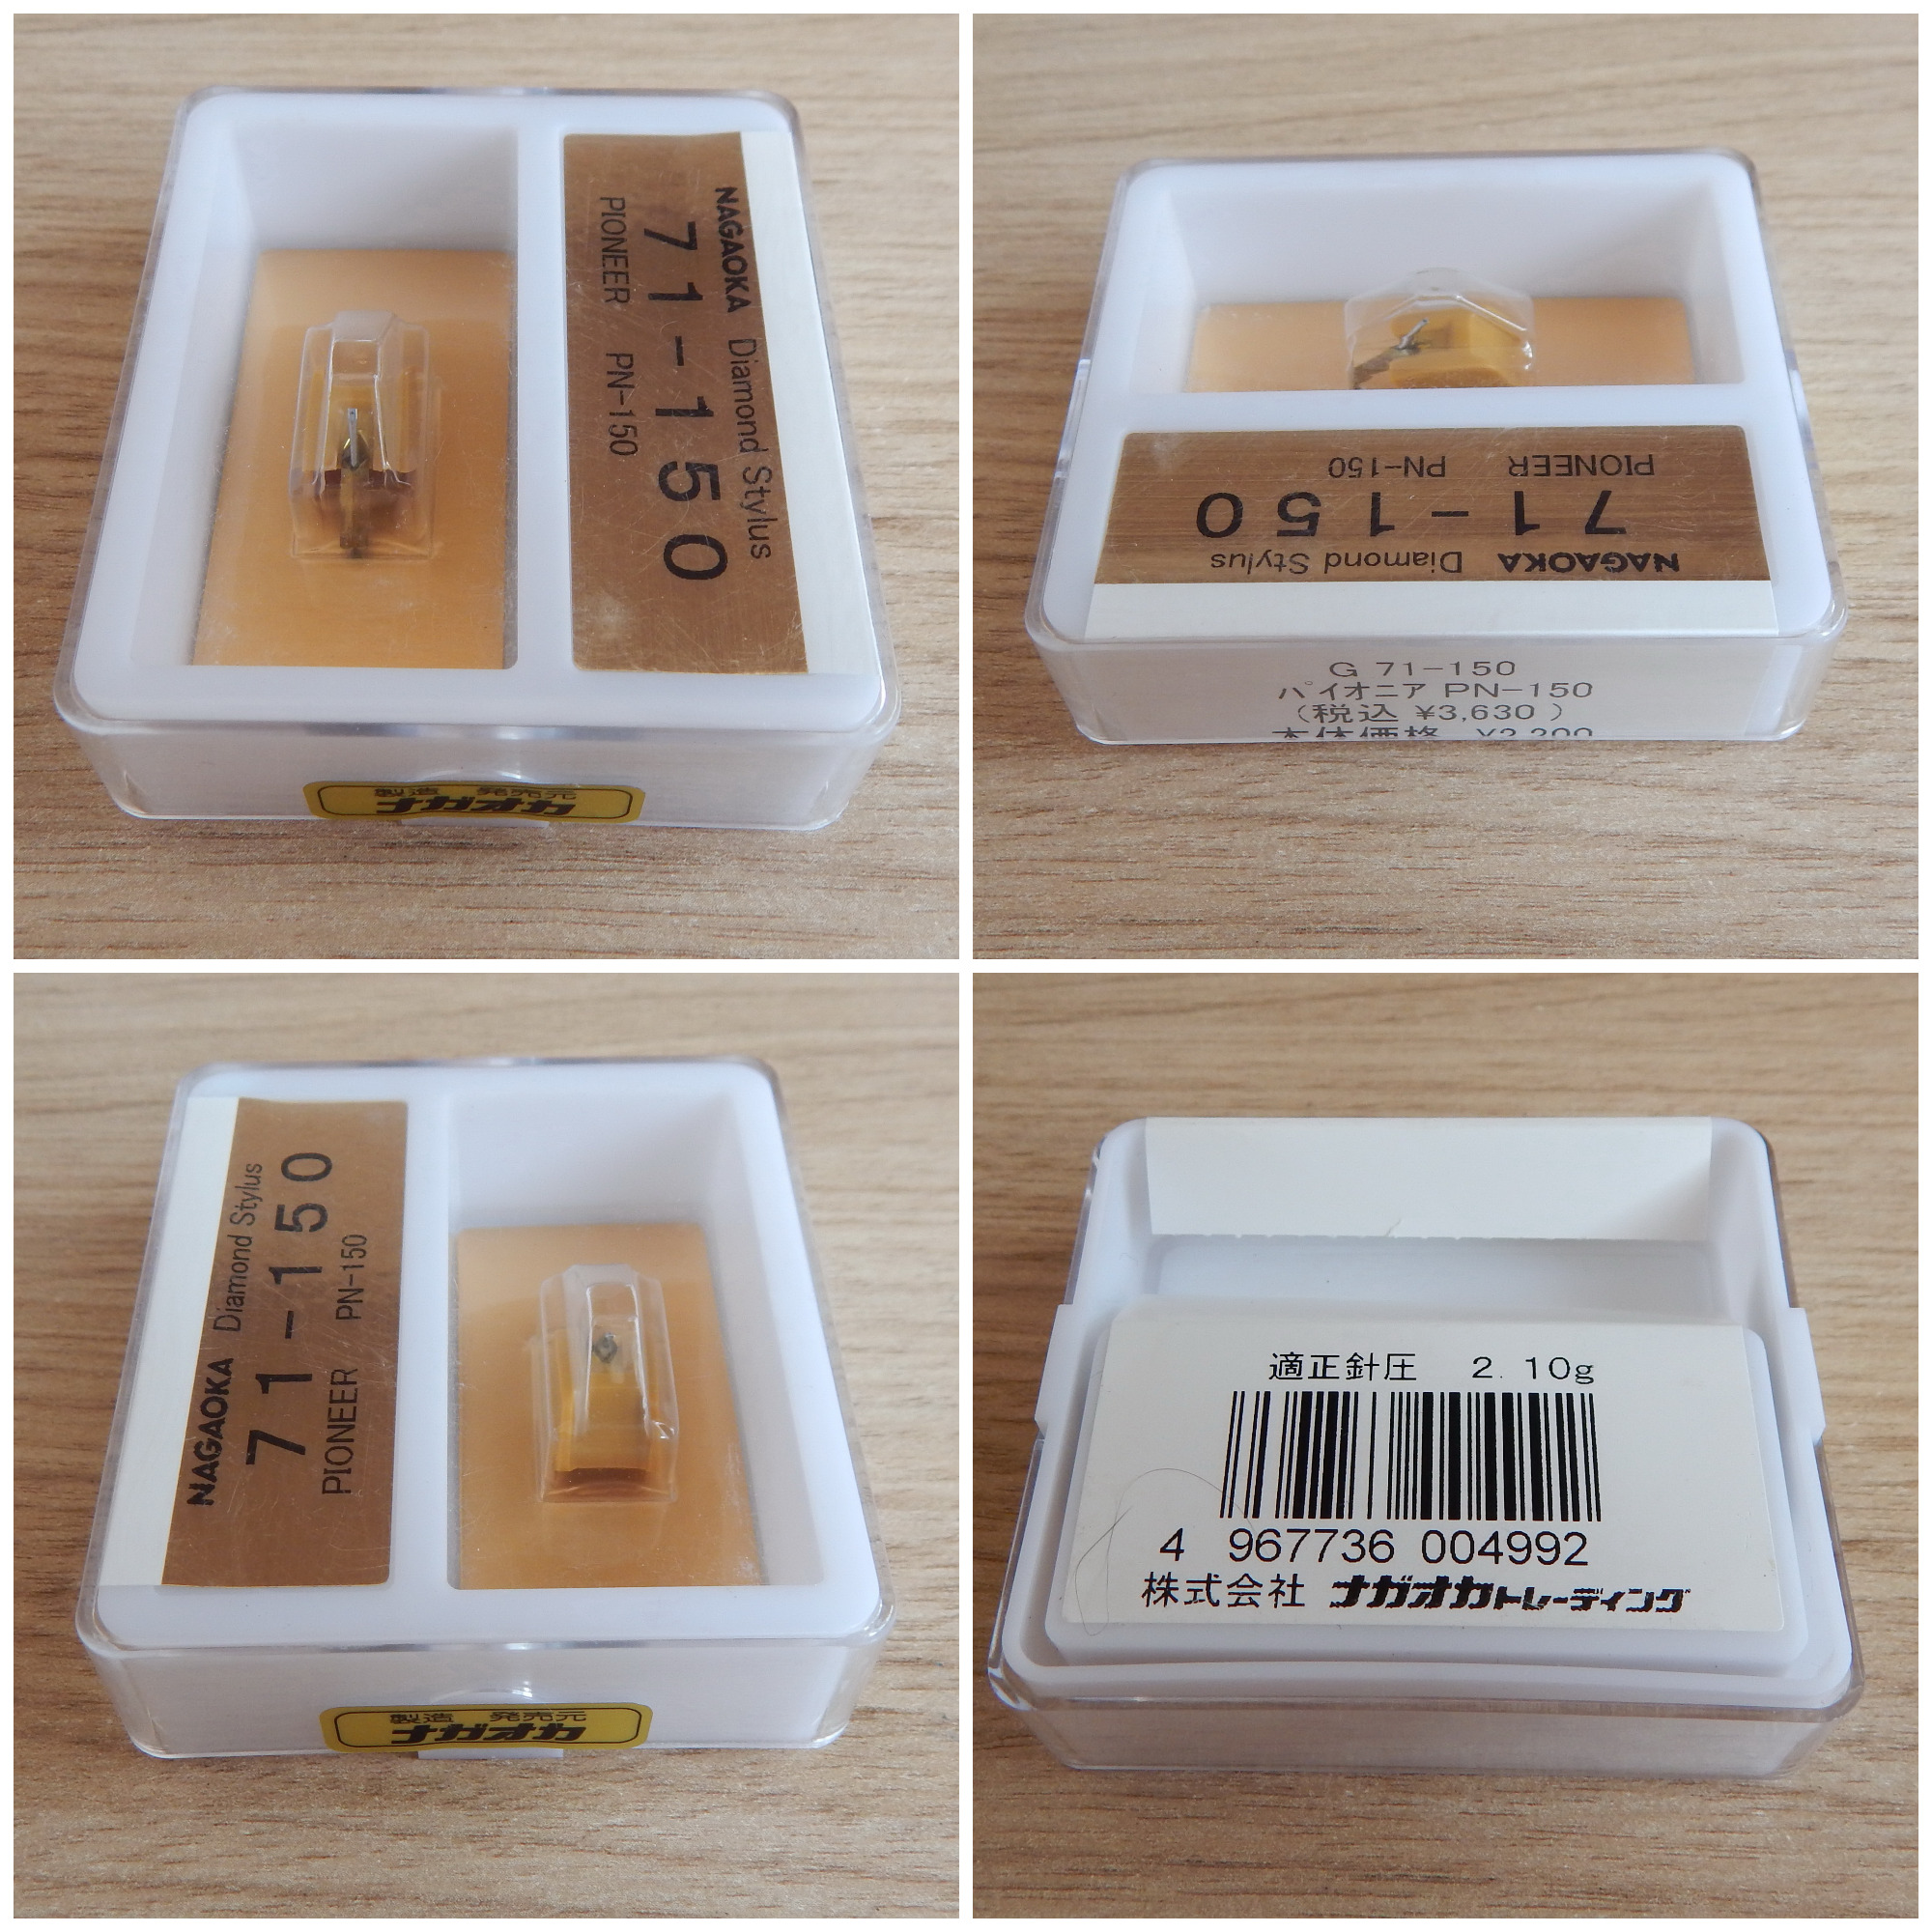 NAGAOKA Diamond Stylus
71-150
PIONEER PN-150
製造 発売元
ナガオカ
PIONEER PN-150
71-150
NAGAOKA Diamond Stylus
G 71-150
パイオニア PN-150
(税込 ¥3,630 )
本体価格
NAGAOKA Diamond Stylus
71-150
PIONEER PN-150
製造 発売元
ナガオカ
適正針圧 2.10g
4 967736 004992
株式会社 ナガオカトレーディング